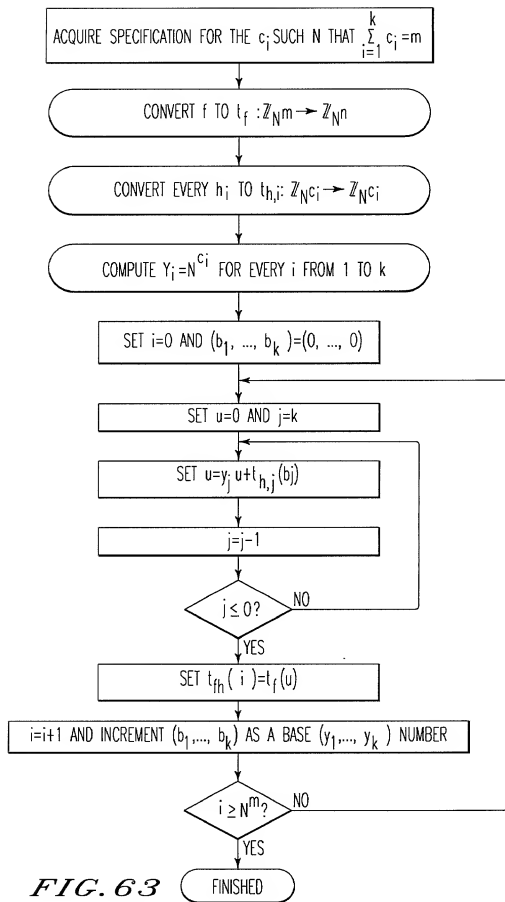 ACQUIRE SPECIFICATION FOR THE c_i SUCH N THAT \sum_{i=1}^{k} c_i = m
CONVERT f TO t_f : ℤ_N m → ℤ_N n
CONVERT EVERY h_i TO t_{h,i}: ℤ_N c_i → ℤ_N c_i
COMPUTE Y_i = N^{c_i} FOR EVERY i FROM 1 TO k
SET i=0 AND (b_1, ..., b_k)=(0, ..., 0)
SET u=0 AND j=k
SET u=y_j u+t_{h,j}(bj)
j=j-1
j ≤ 0?
NO
YES
SET t_{fh}( i )=t_f(u)
i=i+1 AND INCREMENT (b_1,..., b_k) AS A BASE (y_1,..., y_k ) NUMBER
i ≥ N^m?
NO
YES
FIG. 63
FINISHED